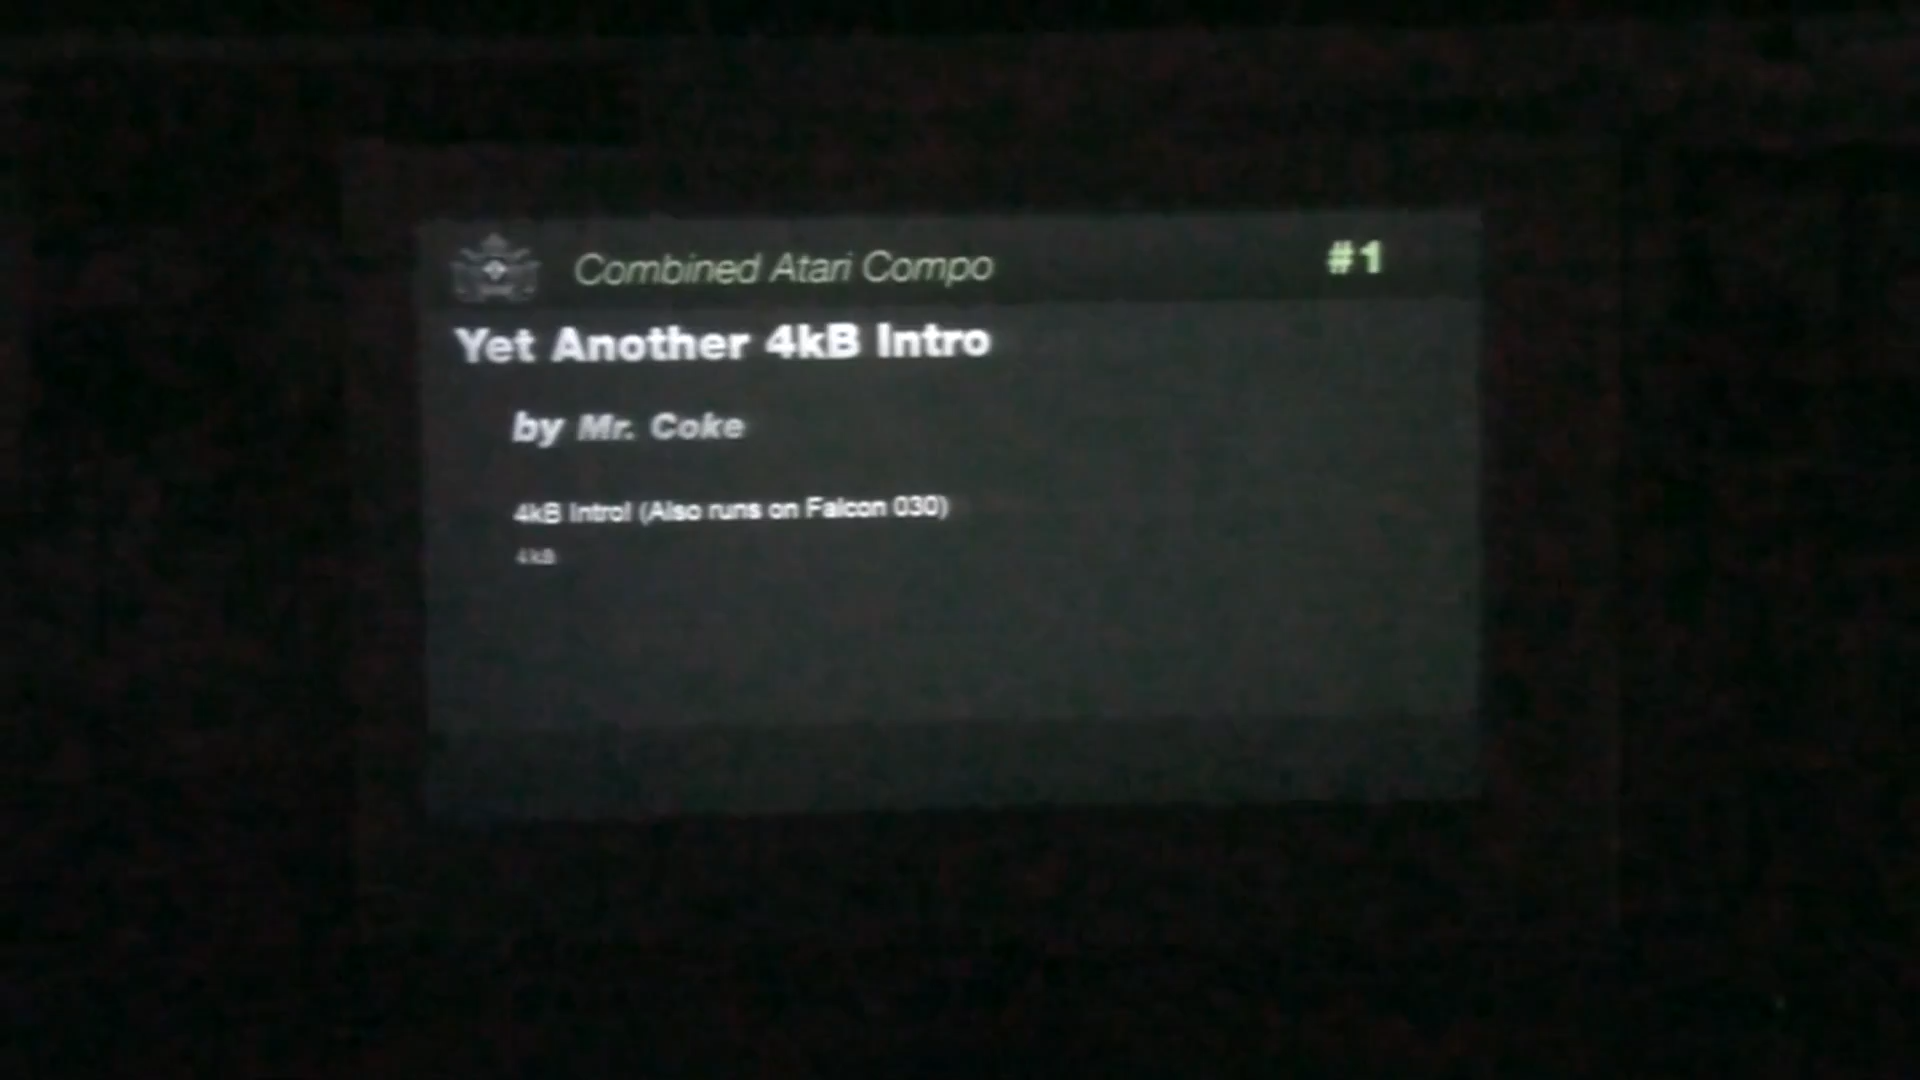 Combined Atari Compo #1
Yet Another 4kB Intro
by Mr. Coke
4kB Intro! (Also runs on Falcon 030)
4kB